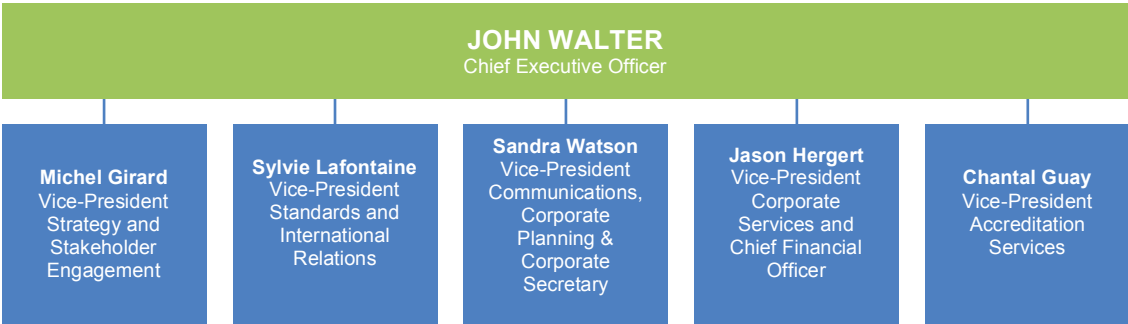 JOHN WALTER
Chief Executive Officer
Michel Girard
Vice-President
Strategy and
Stakeholder
Engagement
Sylvie Lafontaine
Vice-President
Standards and
International
Relations
Sandra Watson
Vice-President
Communications,
Corporate
Planning &
Corporate
Secretary
Jason Hergert
Vice-President
Corporate
Services and
Chief Financial
Officer
Chantal Guay
Vice-President
Accreditation
Services